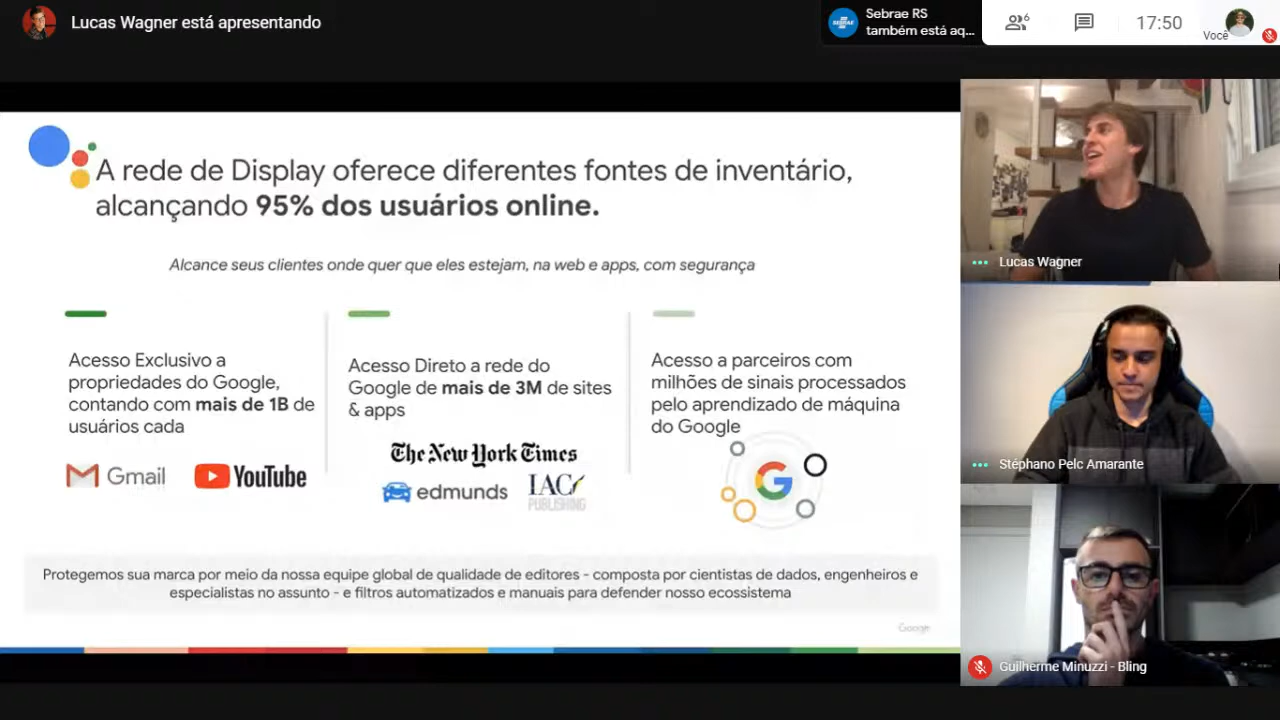 Lucas Wagner está apresentando
Sebrae RS
também está aq...
6
17:50
Você
SEBRAE
A rede de Display oferece diferentes fontes de inventário,
alcançando 95% dos usuários online.
Alcance seus clientes onde quer que eles estejam, na web e apps, com segurança
Acesso Exclusivo a
propriedades do Google,
contando com mais de 1B de
usuários cada
Gmail
YouTube
Acesso Direto a rede do
Google de mais de 3M de sites
& apps
The New York Times
edmunds
IAC
PUBLISHING
Acesso a parceiros com
milhões de sinais processados
pelo aprendizado de máquina
do Google
G
Protegemos sua marca por meio da nossa equipe global de qualidade de editores - composta por cientistas de dados, engenheiros e
especialistas no assunto - e filtros automatizados e manuais para defender nosso ecossistema
Google
Lucas Wagner
Stéphano Pelc Amarante
Guilherme Minuzzi - Bling